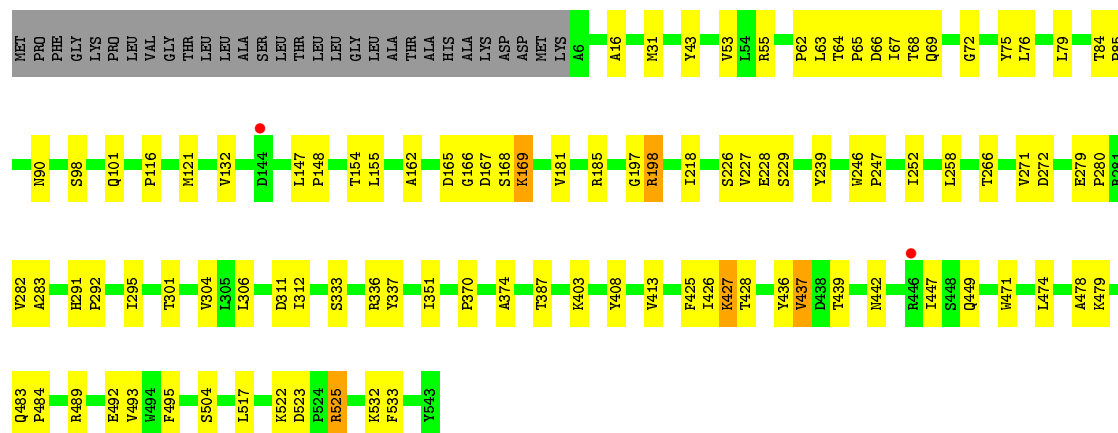 MET PRO PHE GLY LYS PRO LEU VAL GLY THR LEU LEU ALA SER LEU THR LEU LEU GLY LEU ALA THR ALA HIS ALA LYS ASP ASP MET LYS A6 A16 M31 Y43 V53 L54 R55 P62 L63 T64 P65 D66 I67 T68 Q69 G72 Y75 L76 L79 T84 P85
N90 S98 Q101 P116 M121 V132 D144 L147 P148 T154 L155 A162 D165 G166 D167 S168 K169 V181 R185 G197 R198 I218 S226 V227 E228 S229 Y239 W246 P247 I252 L258 T266 V271 D272 E279 P280 R281
V282 A283 H291 P292 I295 T301 V304 L305 L306 D311 I312 S333 R336 Y337 I351 P370 A374 T387 K403 Y408 V413 F425 I426 K427 T428 Y436 V437 D438 T439 N442 R446 I447 S448 Q449 W471 L474 A478 K479
Q483 P484 R489 E492 V493 W494 F495 S504 L517 K522 D523 P524 R525 K532 F533 Y543